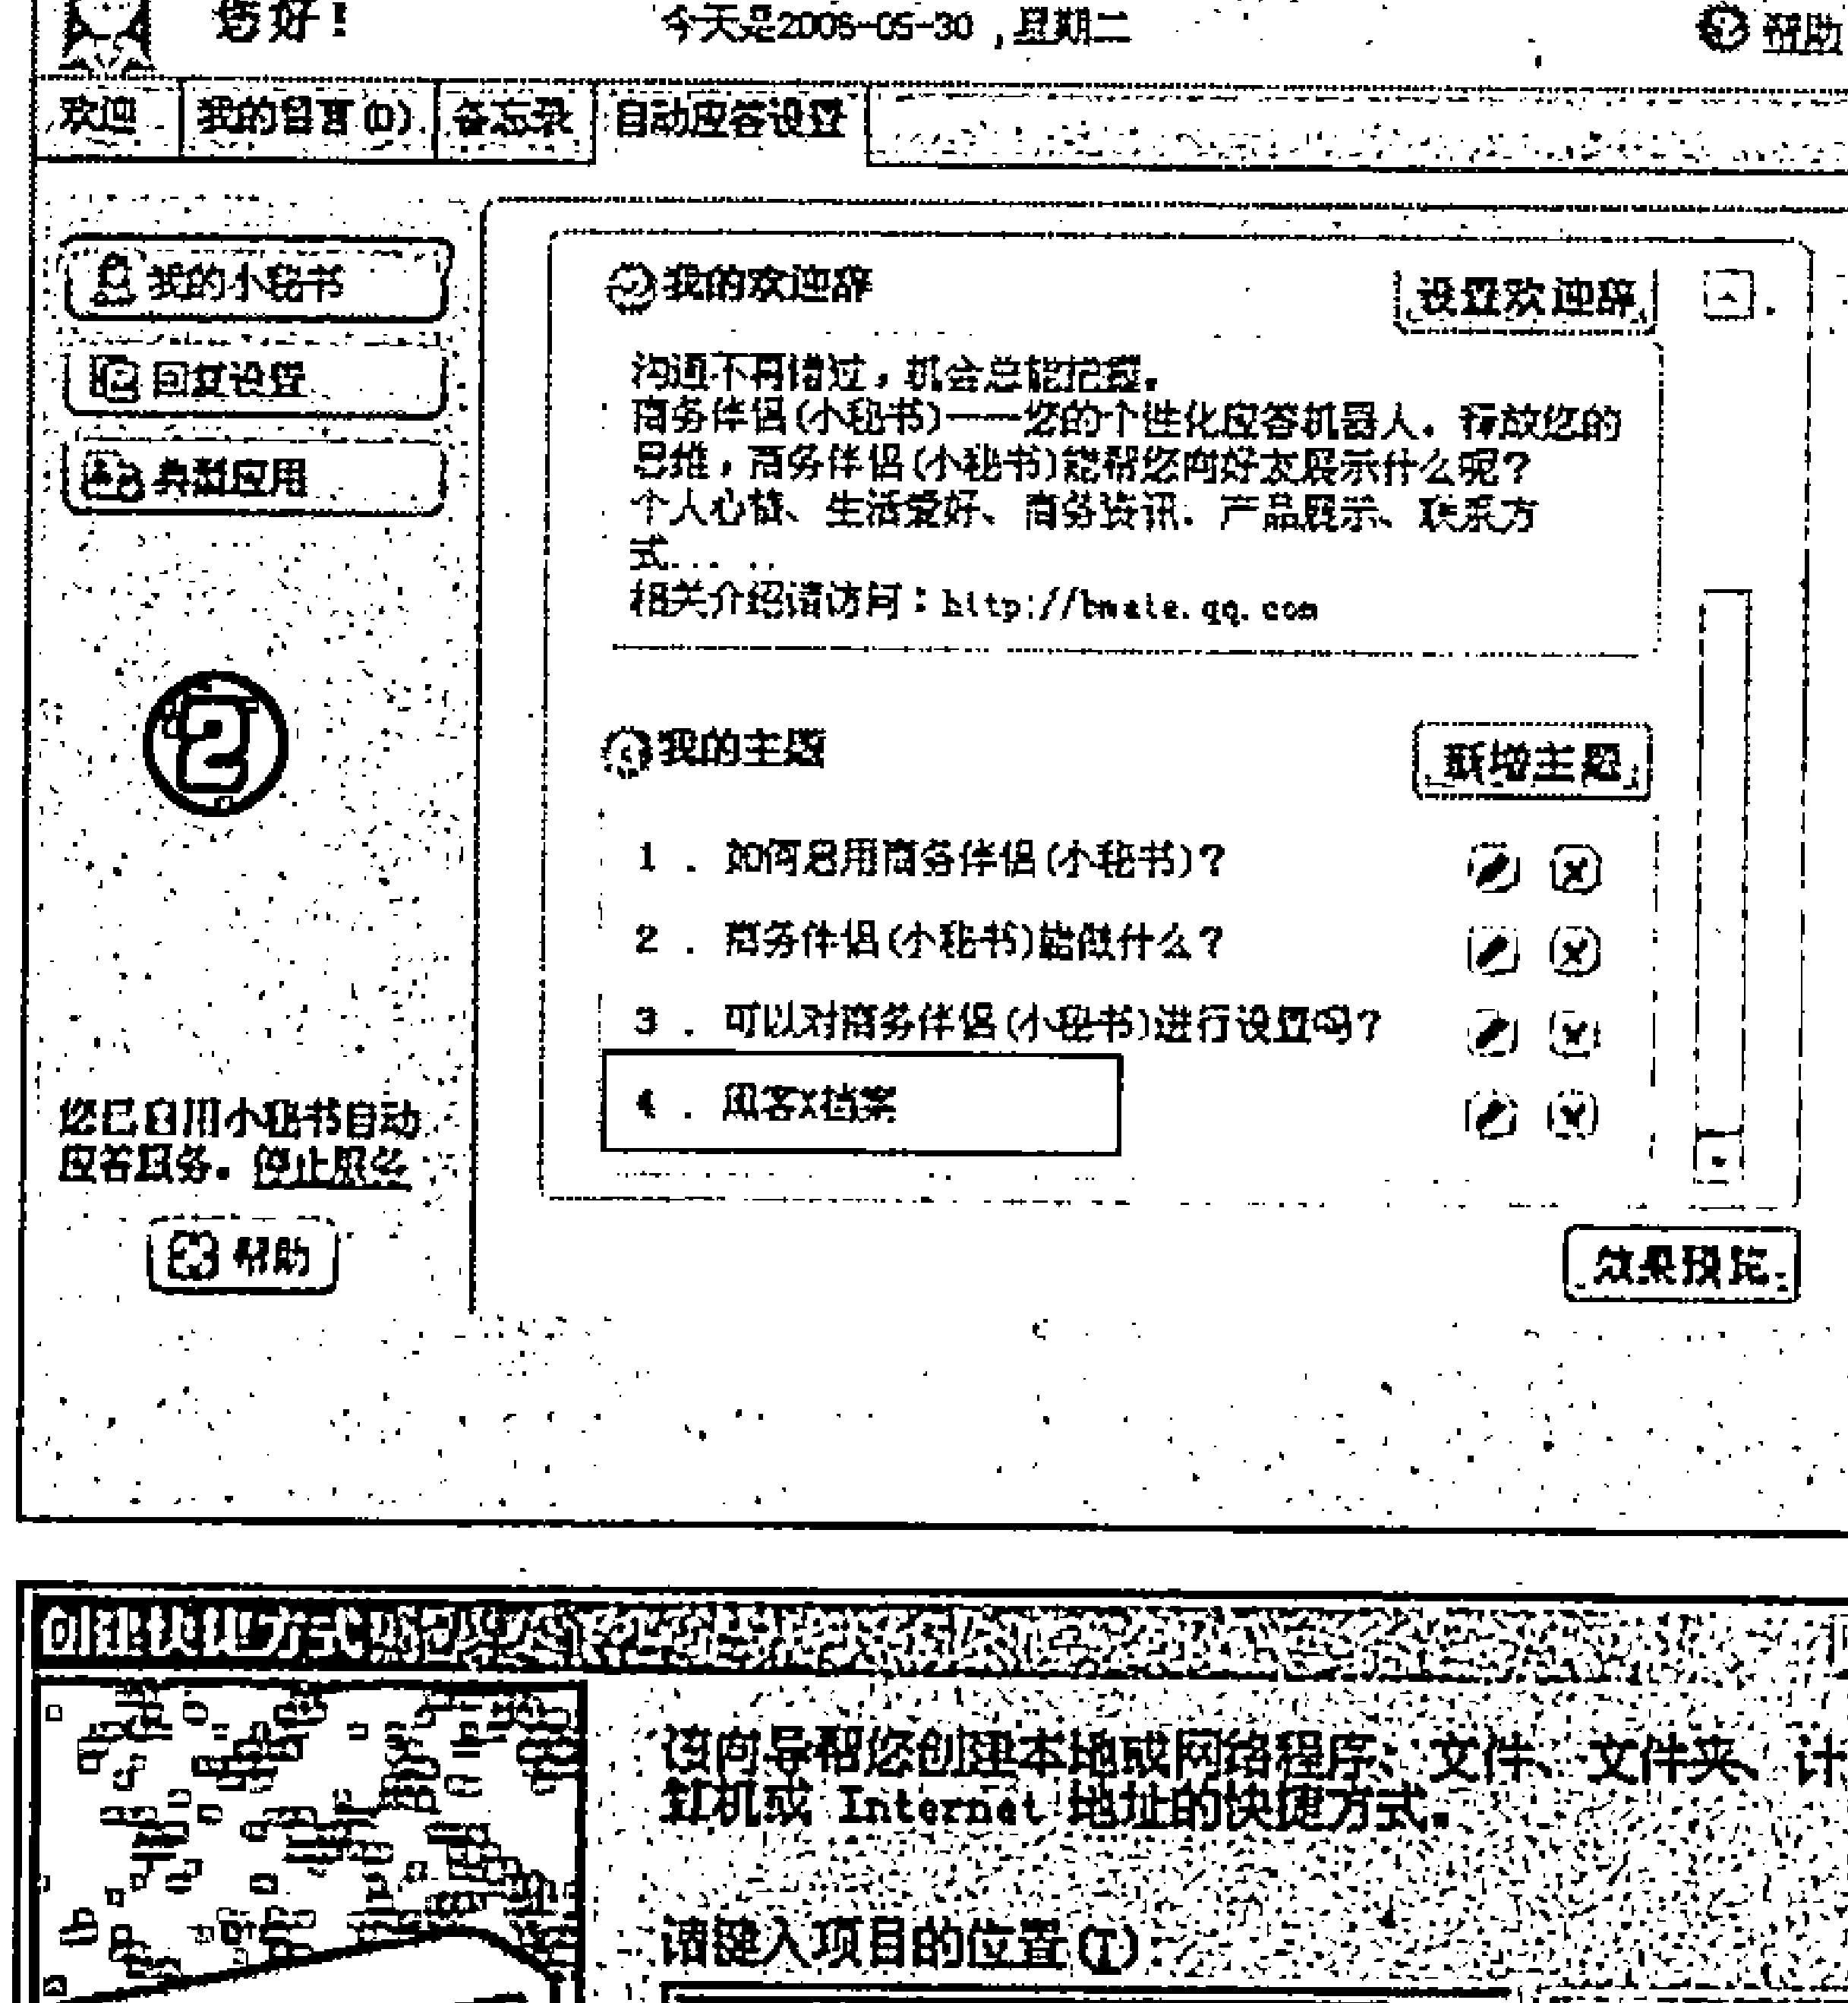 您好!
今天是2006-05-30,星期二
帮助
欢迎
我的留言(0)
备忘录
自动应答设置
我的小秘书
回复设置
典型应用
我的欢迎辞
设置欢迎辞
沟通不再错过,机会总能把握。
商务伴侣(小秘书)——您的个性化应答机器人。释放您的
思维,商务伴侣(小秘书)能帮您向好友展示什么呢?
个人心情、生活爱好、商务资讯、产品展示、联系方
式......
相关介绍请访问:http://bmate.qq.com
2
我的主题
新增主题
1.如何启用商务伴侣(小秘书)?
2.商务伴侣(小秘书)能做什么?
3.可以对商务伴侣(小秘书)进行设置吗?
4.黑客X档案
您已启用小秘书自动
应答服务。停止服务
帮助
效果预览
创建快捷方式
该向导帮您创建本地或网络程序、文件、文件夹、计
算机或 Internet 地址的快捷方式。
请键入项目的位置(T):